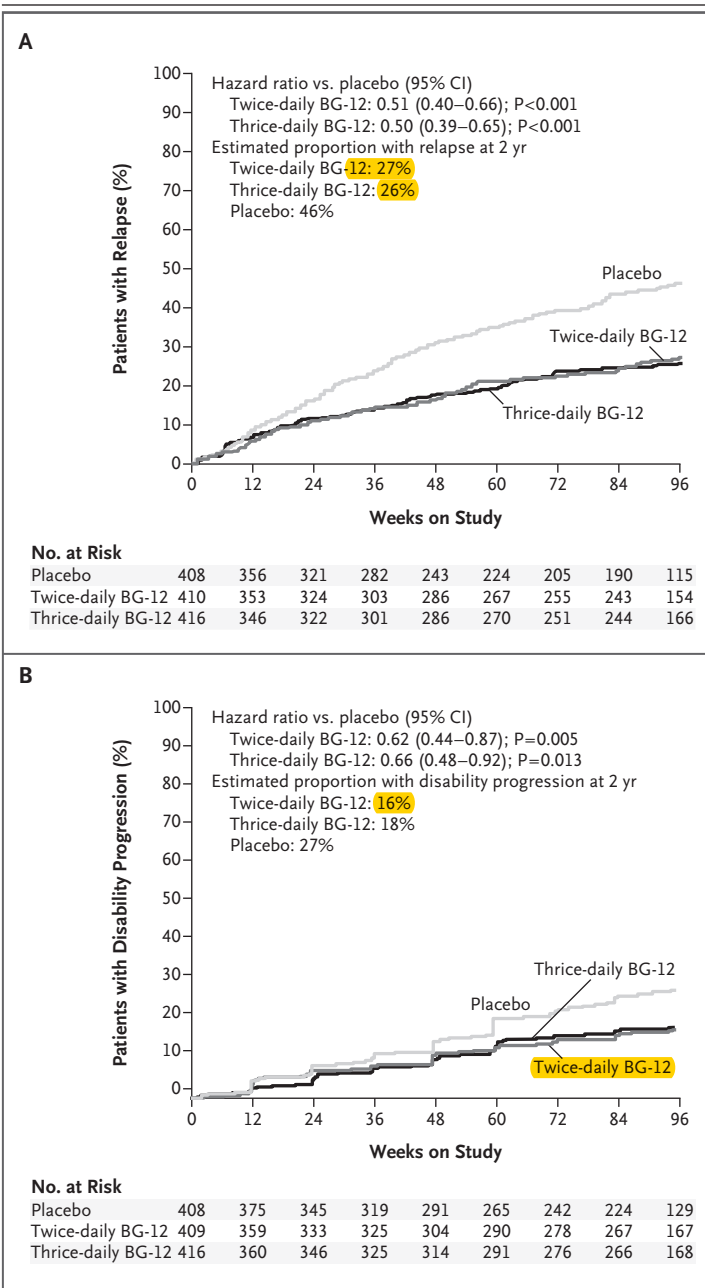 A
100
90
80
70
60
50
40
30
20
10
0
Patients with Relapse (%)
Hazard ratio vs. placebo (95% CI)
Twice-daily BG-12: 0.51 (0.40–0.66); P<0.001
Thrice-daily BG-12: 0.50 (0.39–0.65); P<0.001
Estimated proportion with relapse at 2 yr
Twice-daily BG-12: 27%
Thrice-daily BG-12: 26%
Placebo: 46%
Placebo
Twice-daily BG-12
Thrice-daily BG-12
0 12 24 36 48 60 72 84 96
Weeks on Study
No. at Risk
Placebo 408 356 321 282 243 224 205 190 115
Twice-daily BG-12 410 353 324 303 286 267 255 243 154
Thrice-daily BG-12 416 346 322 301 286 270 251 244 166
B
100
90
80
70
60
50
40
30
20
10
0
Patients with Disability Progression (%)
Hazard ratio vs. placebo (95% CI)
Twice-daily BG-12: 0.62 (0.44–0.87); P=0.005
Thrice-daily BG-12: 0.66 (0.48–0.92); P=0.013
Estimated proportion with disability progression at 2 yr
Twice-daily BG-12: 16%
Thrice-daily BG-12: 18%
Placebo: 27%
Thrice-daily BG-12
Placebo
Twice-daily BG-12
0 12 24 36 48 60 72 84 96
Weeks on Study
No. at Risk
Placebo 408 375 345 319 291 265 242 224 129
Twice-daily BG-12 409 359 333 325 304 290 278 267 167
Thrice-daily BG-12 416 360 346 325 314 291 276 266 168